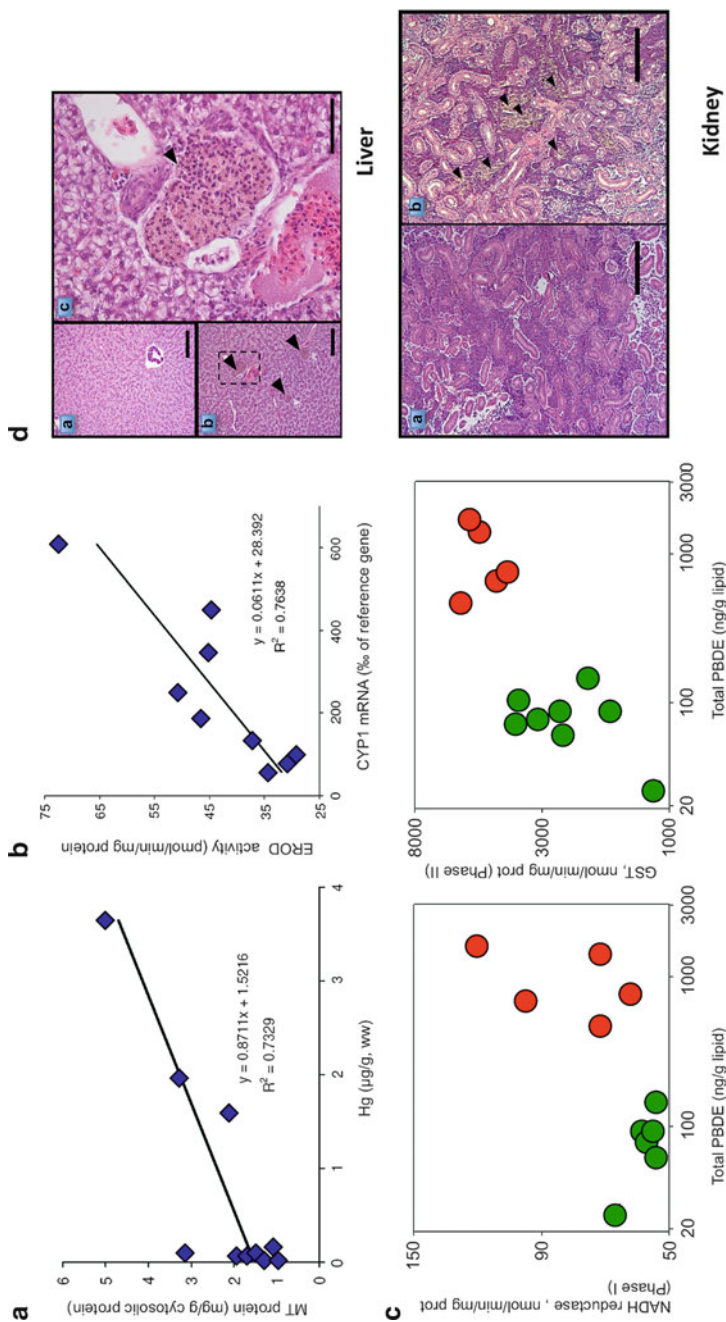 a
MT protein (mg/g cytosolic protein)
6
5
4
3
2
1
0
y = 0.8711x + 1.5216
R² = 0.7329
0 1 2 3 4
Hg (µg/g, ww)
b
EROD activity (pmol/min/mg protein
75
65
55
45
35
25
y = 0.0611x + 28.392
R² = 0.7638
0 200 400 600
CYP1 mRNA (‰ of reference gene)
c
NADH reductase , nmol/min/mg prot
(Phase I)
150
90
50
20 100 1000 3000
Total PBDE (ng/g lipid)
GST, nmol/min/mg prot (Phase II)
8000
3000
1000
20 100 1000 3000
Total PBDE (ng/g lipid)
d
a
b
c
Liver
a
b
Kidney